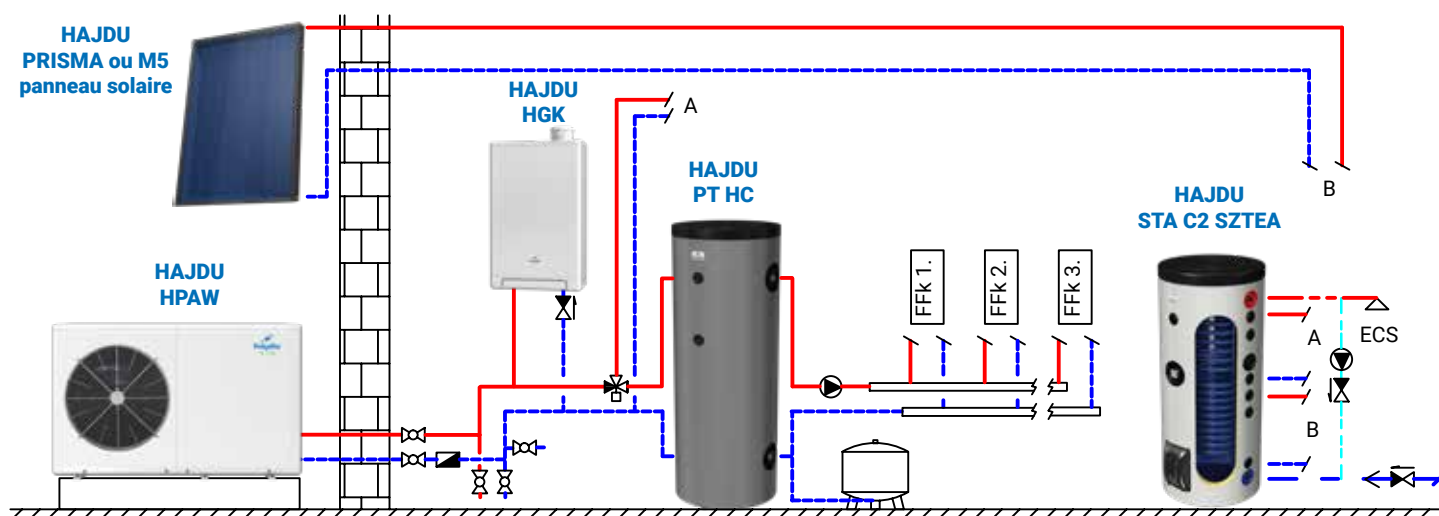 HAJDU
PRISMA ou M5
panneau solaire
HAJDU
HGK
A
HAJDU
PT HC
B
HAJDU
STA C2 SZTEA
HAJDU
HPAW
FFk 1.
FFk 2.
FFk 3.
A
ECS
B